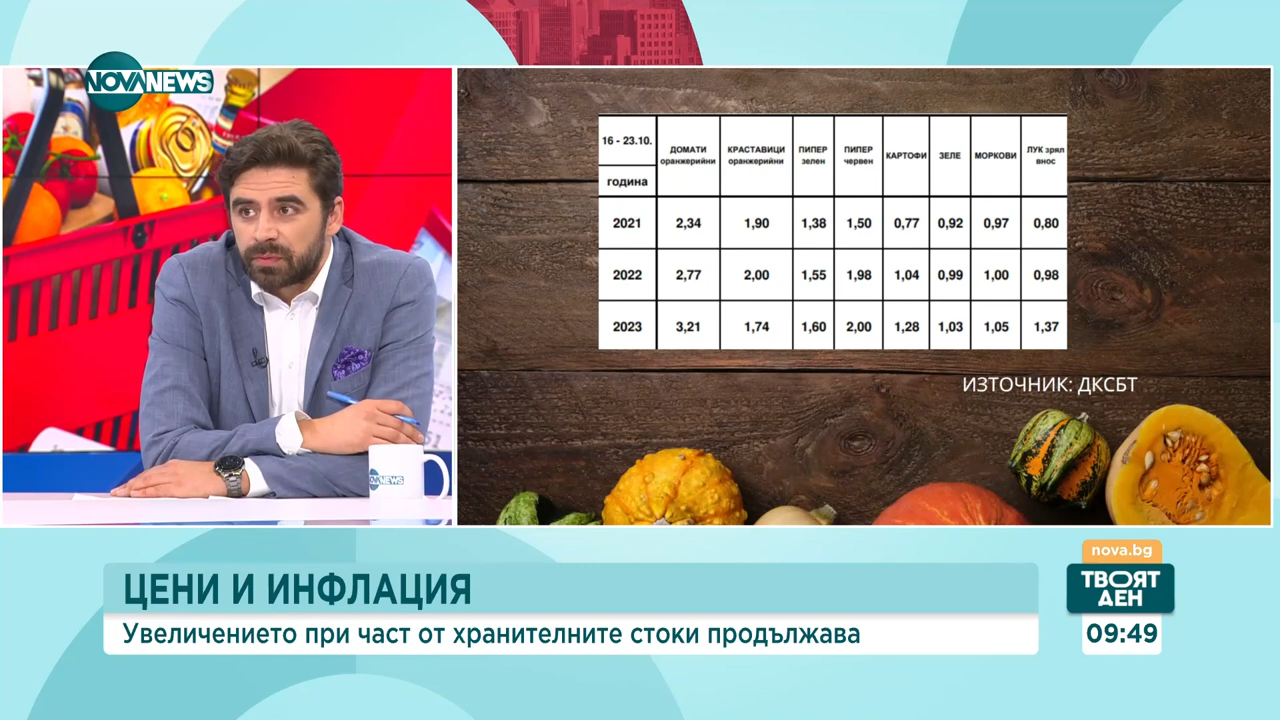 NOVA NEWS
16 - 23.10.
година
ДОМАТИ оранжерийни
КРАСТАВИЦИ оранжерийни
ПИПЕР зелен
ПИПЕР червен
КАРТОФИ
ЗЕЛЕ
МОРКОВИ
ЛУК зрял внос
2021 2,34 1,90 1,38 1,50 0,77 0,92 0,97 0,80
2022 2,77 2,00 1,55 1,98 1,04 0,99 1,00 0,98
2023 3,21 1,74 1,60 2,00 1,28 1,03 1,05 1,37
ИЗТОЧНИК: ДКСБТ
NOVA NEWS
ЦЕНИ И ИНФЛАЦИЯ
Увеличението при част от хранителните стоки продължава
nova.bg
ТВОЯТ
ДЕН
09:49